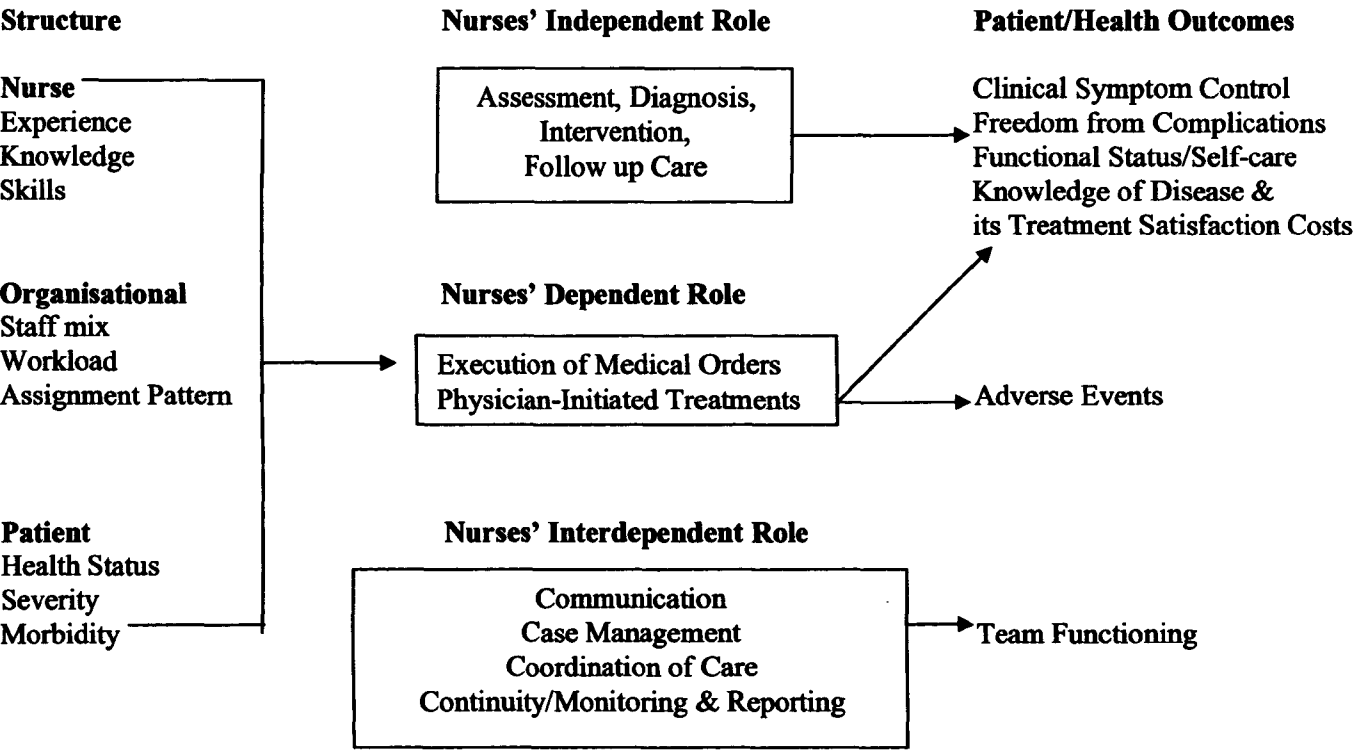 Structure
Nurse
Experience
Knowledge
Skills
Organisational
Staff mix
Workload
Assignment Pattern
Patient
Health Status
Severity
Morbidity
Nurses’ Independent Role
Assessment, Diagnosis,
Intervention,
Follow up Care
Nurses’ Dependent Role
Execution of Medical Orders
Physician-Initiated Treatments
Nurses’ Interdependent Role
Communication
Case Management
Coordination of Care
Continuity/Monitoring & Reporting
Patient/Health Outcomes
Clinical Symptom Control
Freedom from Complications
Functional Status/Self-care
Knowledge of Disease &
its Treatment Satisfaction Costs
Adverse Events
Team Functioning